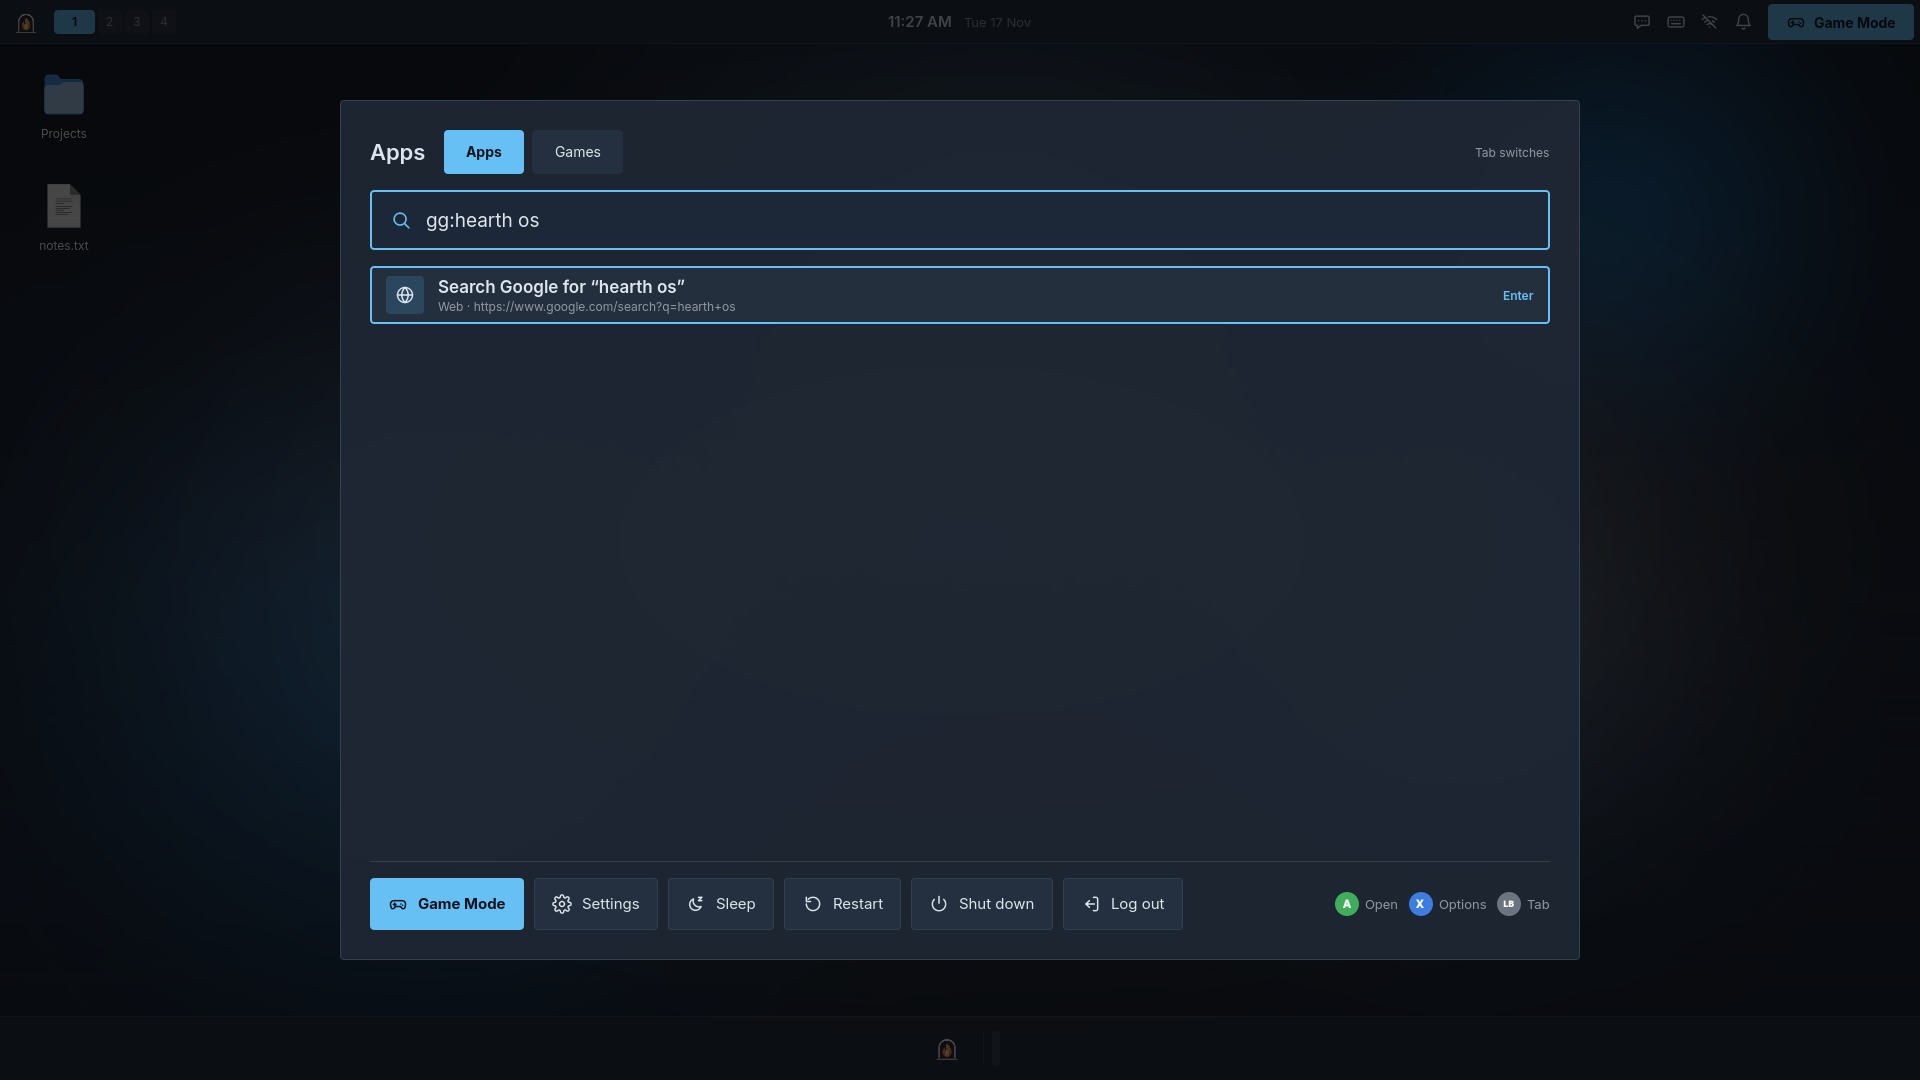 1 2 3 4
11:27 AM Tue 17 Nov
Game Mode
Projects
notes.txt
Apps
Apps
Games
Tab switches
gg:hearth os
Search Google for “hearth os”
Web · https://www.google.com/search?q=hearth+os
Enter
Game Mode
Settings
Sleep
Restart
Shut down
Log out
A Open
X Options
LB Tab